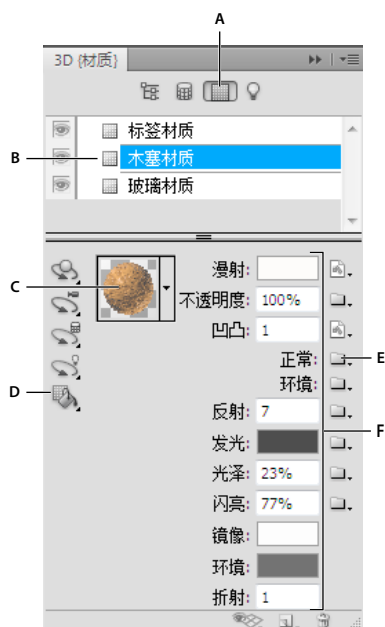 A
3D {材质}
标签材质
B
木塞材质
玻璃材质
C
漫射:
不透明度: 100%
凹凸: 1
正常:
E
环境:
D
反射: 7
F
发光:
光泽: 23%
闪亮: 77%
镜像:
环境:
折射: 1